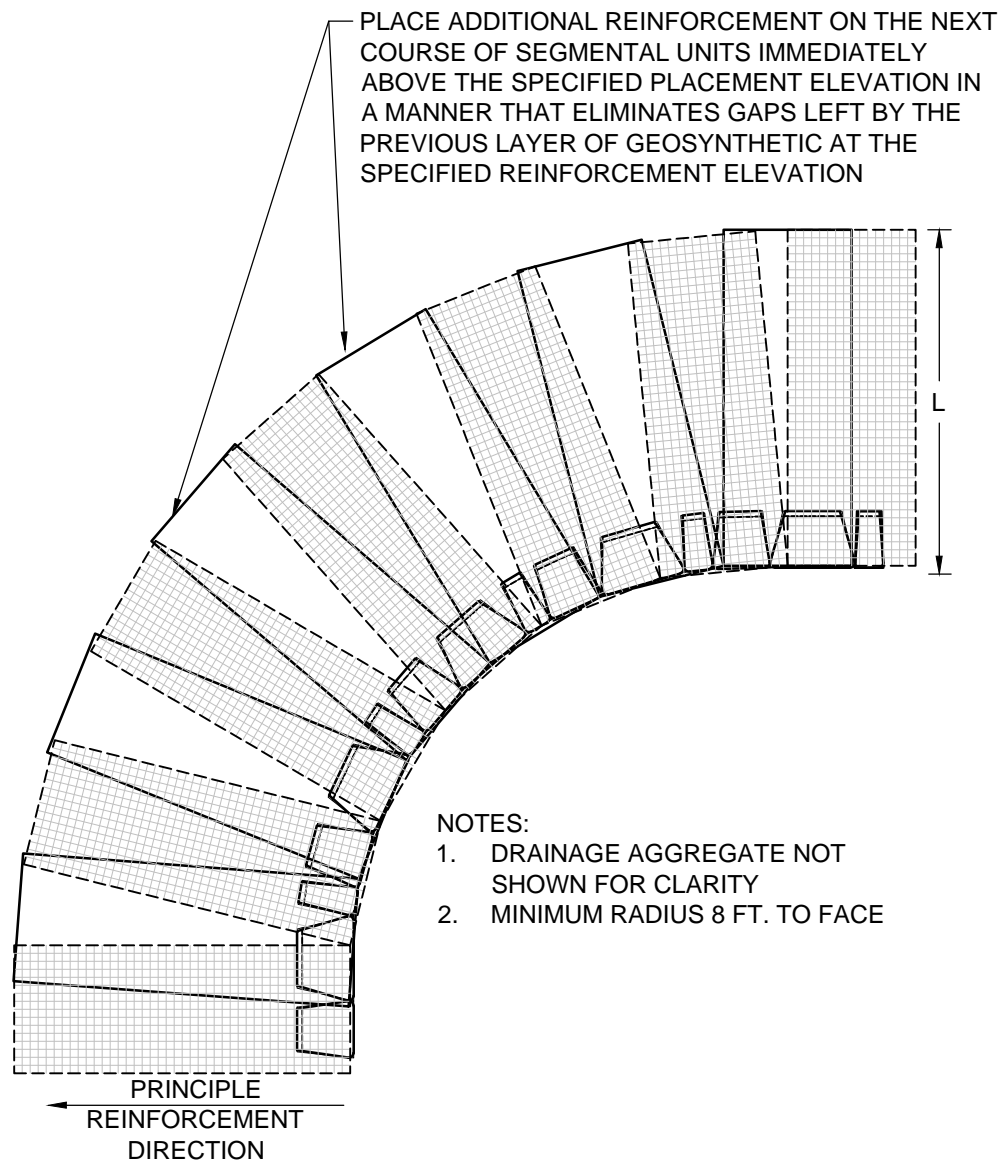 PLACE ADDITIONAL REINFORCEMENT ON THE NEXT
COURSE OF SEGMENTAL UNITS IMMEDIATELY
ABOVE THE SPECIFIED PLACEMENT ELEVATION IN
A MANNER THAT ELIMINATES GAPS LEFT BY THE
PREVIOUS LAYER OF GEOSYNTHETIC AT THE
SPECIFIED REINFORCEMENT ELEVATION
L
NOTES:
1. DRAINAGE AGGREGATE NOT
SHOWN FOR CLARITY
2. MINIMUM RADIUS 8 FT. TO FACE
PRINCIPLE
REINFORCEMENT
DIRECTION